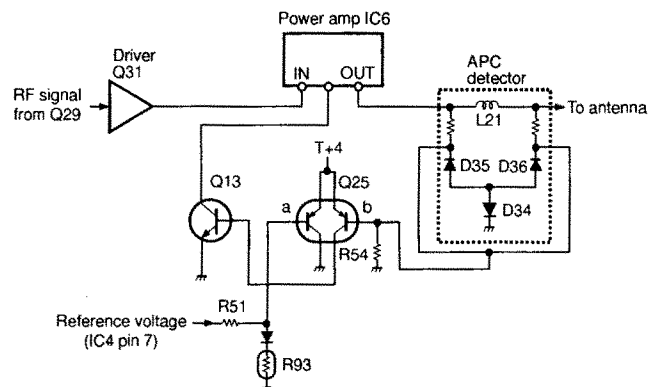 Power amp IC6
Driver
Q31
IN
OUT
APC
detector
RF signal
from Q29
L21
To antenna
T+4
D35
D36
Q13
Q25
a
b
D34
R54
R51
Reference voltage
(IC4 pin 7)
R93